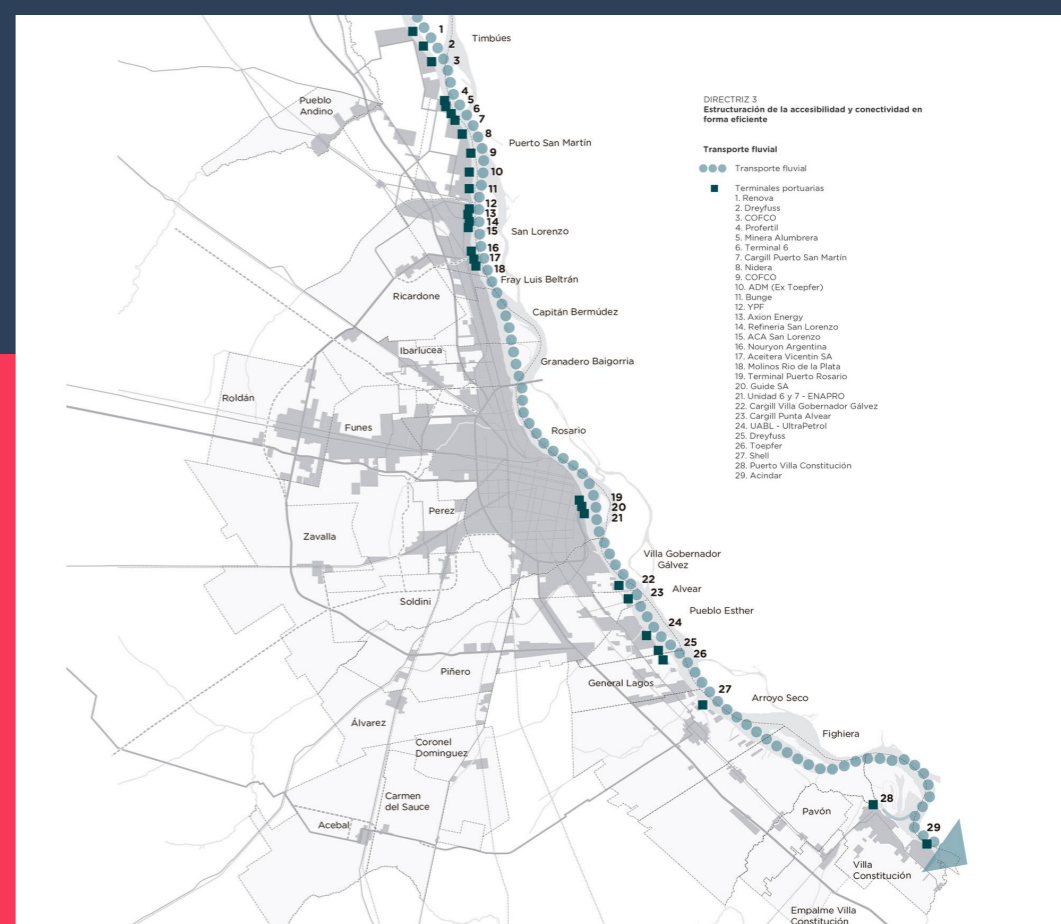 DIRECTRIZ 3
Estructuración de la accesibilidad y conectividad en
forma eficiente
Transporte fluvial
Transporte fluvial
Terminales portuarias
1. Renova
2. Dreyfuss
3. COFCO
4. Profertil
5. Minera Alumbrera
6. Terminal 6
7. Cargill Puerto San Martín
8. Nidera
9. COFCO
10. ADM (Ex Toepfer)
11. Bunge
12. YPF
13. Axion Energy
14. Refineria San Lorenzo
15. ACA San Lorenzo
16. Nouryon Argentina
17. Aceitera Vicentin SA
18. Molinos Rio de la Plata
19. Terminal Puerto Rosario
20. Guide SA
21. Unidad 6 y 7 - ENAPRO
22. Cargill Villa Gobernador Gálvez
23. Cargill Punta Alvear
24. UABL - UltraPetrol
25. Dreyfuss
26. Toepfer
27. Shell
28. Puerto Villa Constitución
29. Acindar
1
Timbúes
2
3
4
Pueblo
Andino
5
6
7
8
Puerto San Martín
9
10
11
12
13
14
15
San Lorenzo
16
17
18
Fray Luis Beltrán
Ricardone
Capitán Bermúdez
Ibarlucea
Granadero Baigorria
Roldán
Funes
Rosario
19
20
21
Perez
Zavalla
Villa Gobernador
Gálvez
22
23
Alvear
Soldini
Pueblo Esther
24
25
26
Piñero
General Lagos
27
Arroyo Seco
Álvarez
Fighiera
Coronel
Dominguez
Carmen
del Sauce
28
Pavón
Acebal
29
Villa
Constitución
Empalme Villa
Constitución